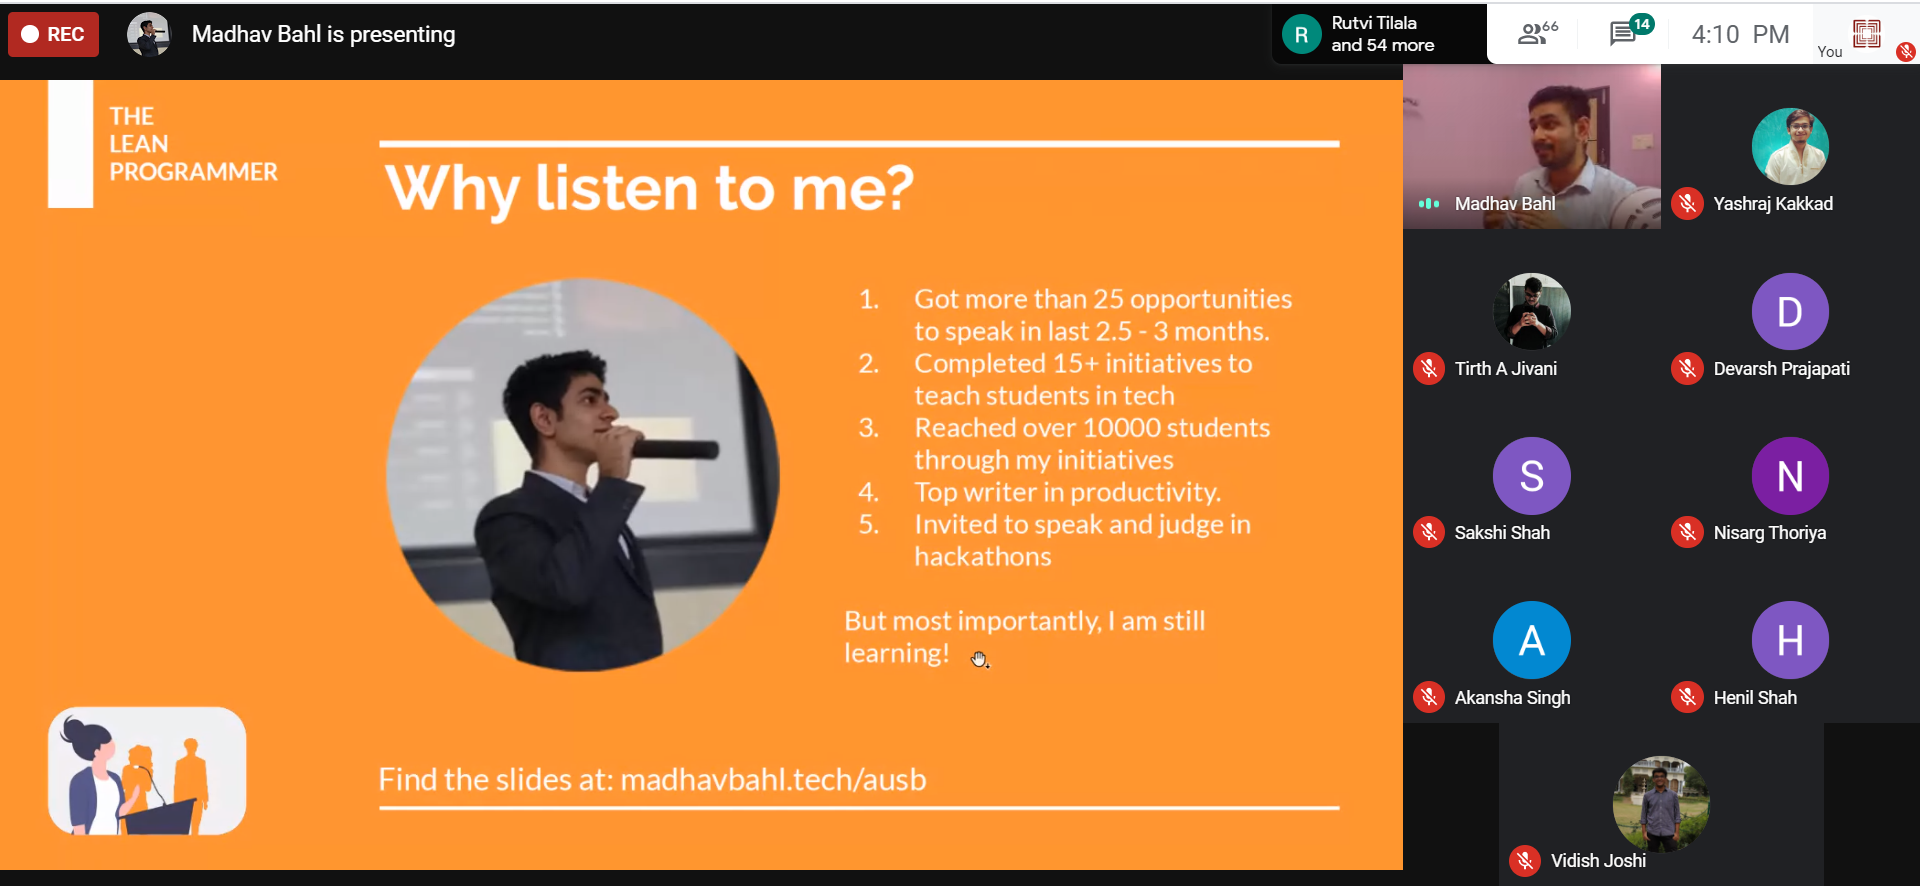 REC
Madhav Bahl is presenting
R
Rutvi Tilala
and 54 more
66
14
4:10 PM
You
THE
LEAN
PROGRAMMER
Why listen to me?
1. Got more than 25 opportunities
to speak in last 2.5 - 3 months.
2. Completed 15+ initiatives to
teach students in tech
3. Reached over 10000 students
through my initiatives
4. Top writer in productivity.
5. Invited to speak and judge in
hackathons
But most importantly, I am still
learning!
Find the slides at: madhavbahl.tech/ausb
Madhav Bahl
Yashraj Kakkad
Tirth A Jivani
D
Devarsh Prajapati
S
Sakshi Shah
N
Nisarg Thoriya
A
Akansha Singh
H
Henil Shah
Vidish Joshi